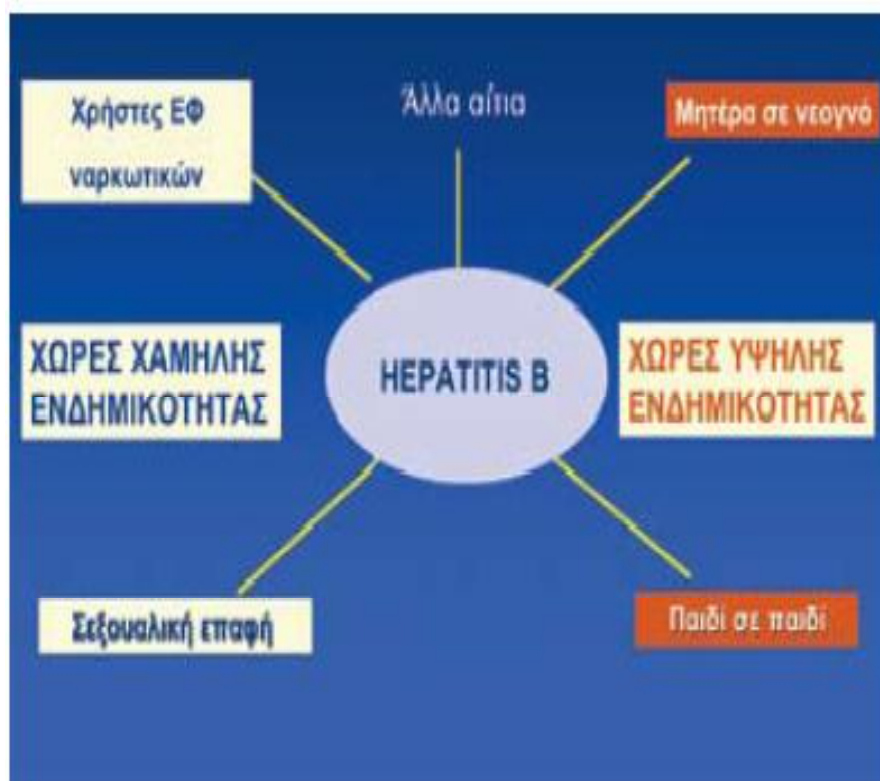 Χρήστες ΕΦ
ναρκωτικών
Άλλα αίτια
Μητέρα σε νεογνό
ΧΩΡΕΣ ΧΑΜΗΛΗΣ
ΕΝΔΗΜΙΚΟΤΗΤΑΣ
HEPATITIS B
ΧΩΡΕΣ ΥΨΗΛΗΣ
ΕΝΔΗΜΙΚΟΤΗΤΑΣ
Σεξουαλική επαφή
Παιδί σε παιδί